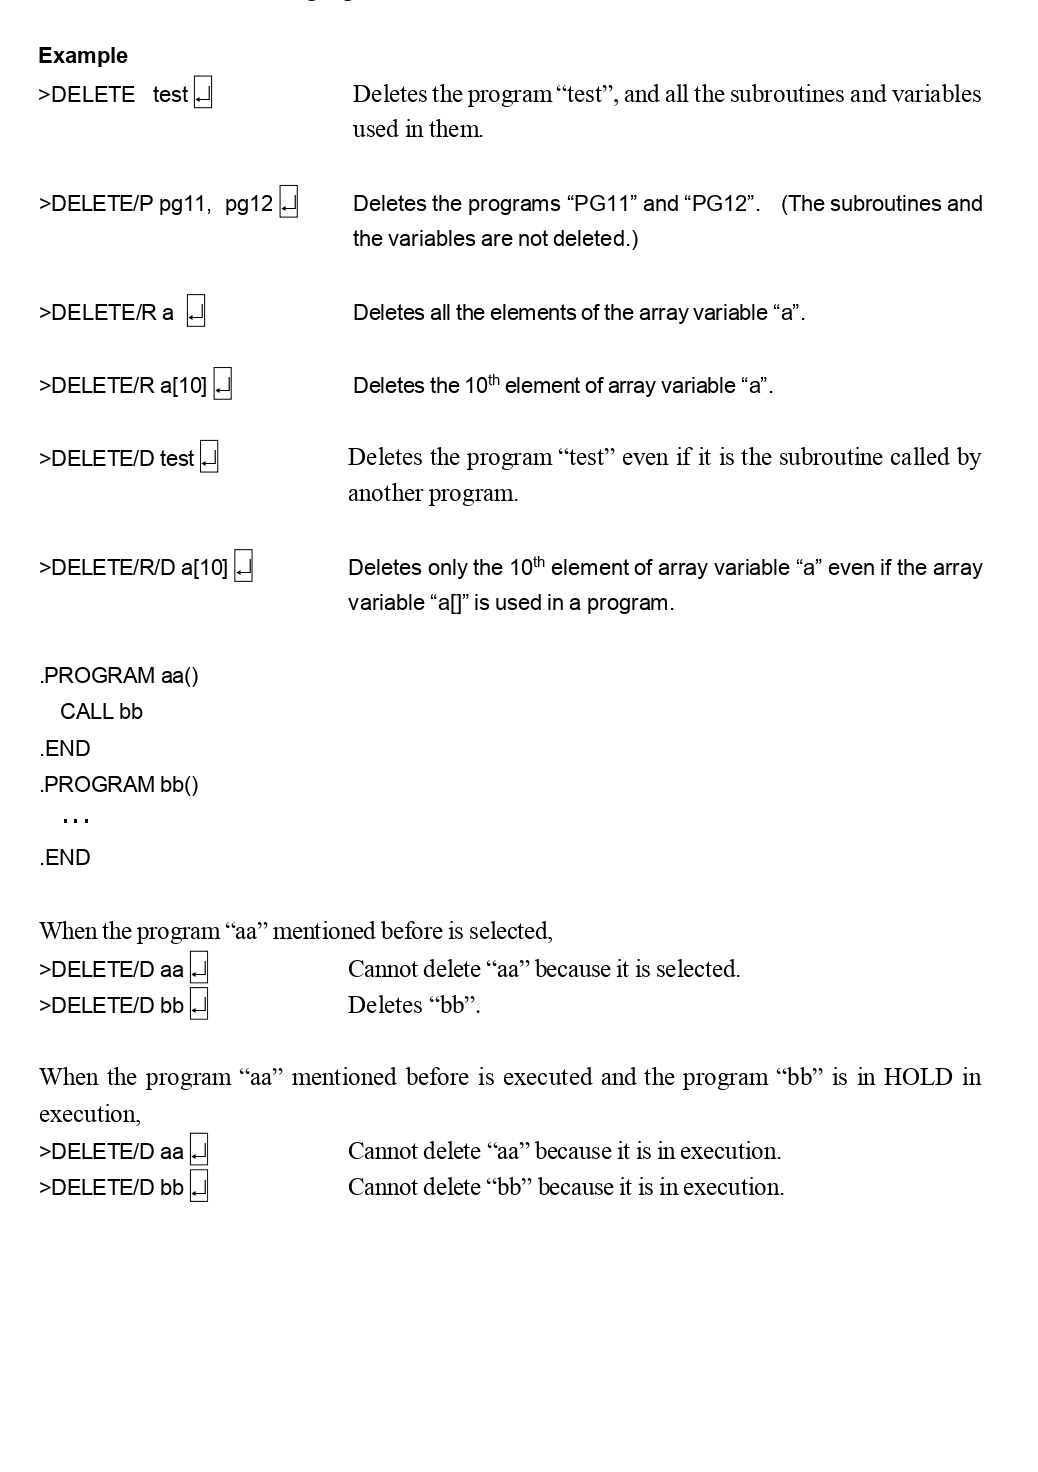 Example
>DELETE test ↵ Deletes the program “test”, and all the subroutines and variables
used in them.
>DELETE/P pg11, pg12 ↵ Deletes the programs “PG11” and “PG12”. (The subroutines and
the variables are not deleted.)
>DELETE/R a ↵ Deletes all the elements of the array variable “a”.
>DELETE/R a[10] ↵ Deletes the 10th element of array variable “a”.
>DELETE/D test ↵ Deletes the program “test” even if it is the subroutine called by
another program.
>DELETE/R/D a[10] ↵ Deletes only the 10th element of array variable “a” even if the array
variable “a[]” is used in a program.
.PROGRAM aa()
CALL bb
.END
.PROGRAM bb()
...
.END
When the program “aa” mentioned before is selected,
>DELETE/D aa ↵ Cannot delete “aa” because it is selected.
>DELETE/D bb ↵ Deletes “bb”.
When the program “aa” mentioned before is executed and the program “bb” is in HOLD in
execution,
>DELETE/D aa ↵ Cannot delete “aa” because it is in execution.
>DELETE/D bb ↵ Cannot delete “bb” because it is in execution.